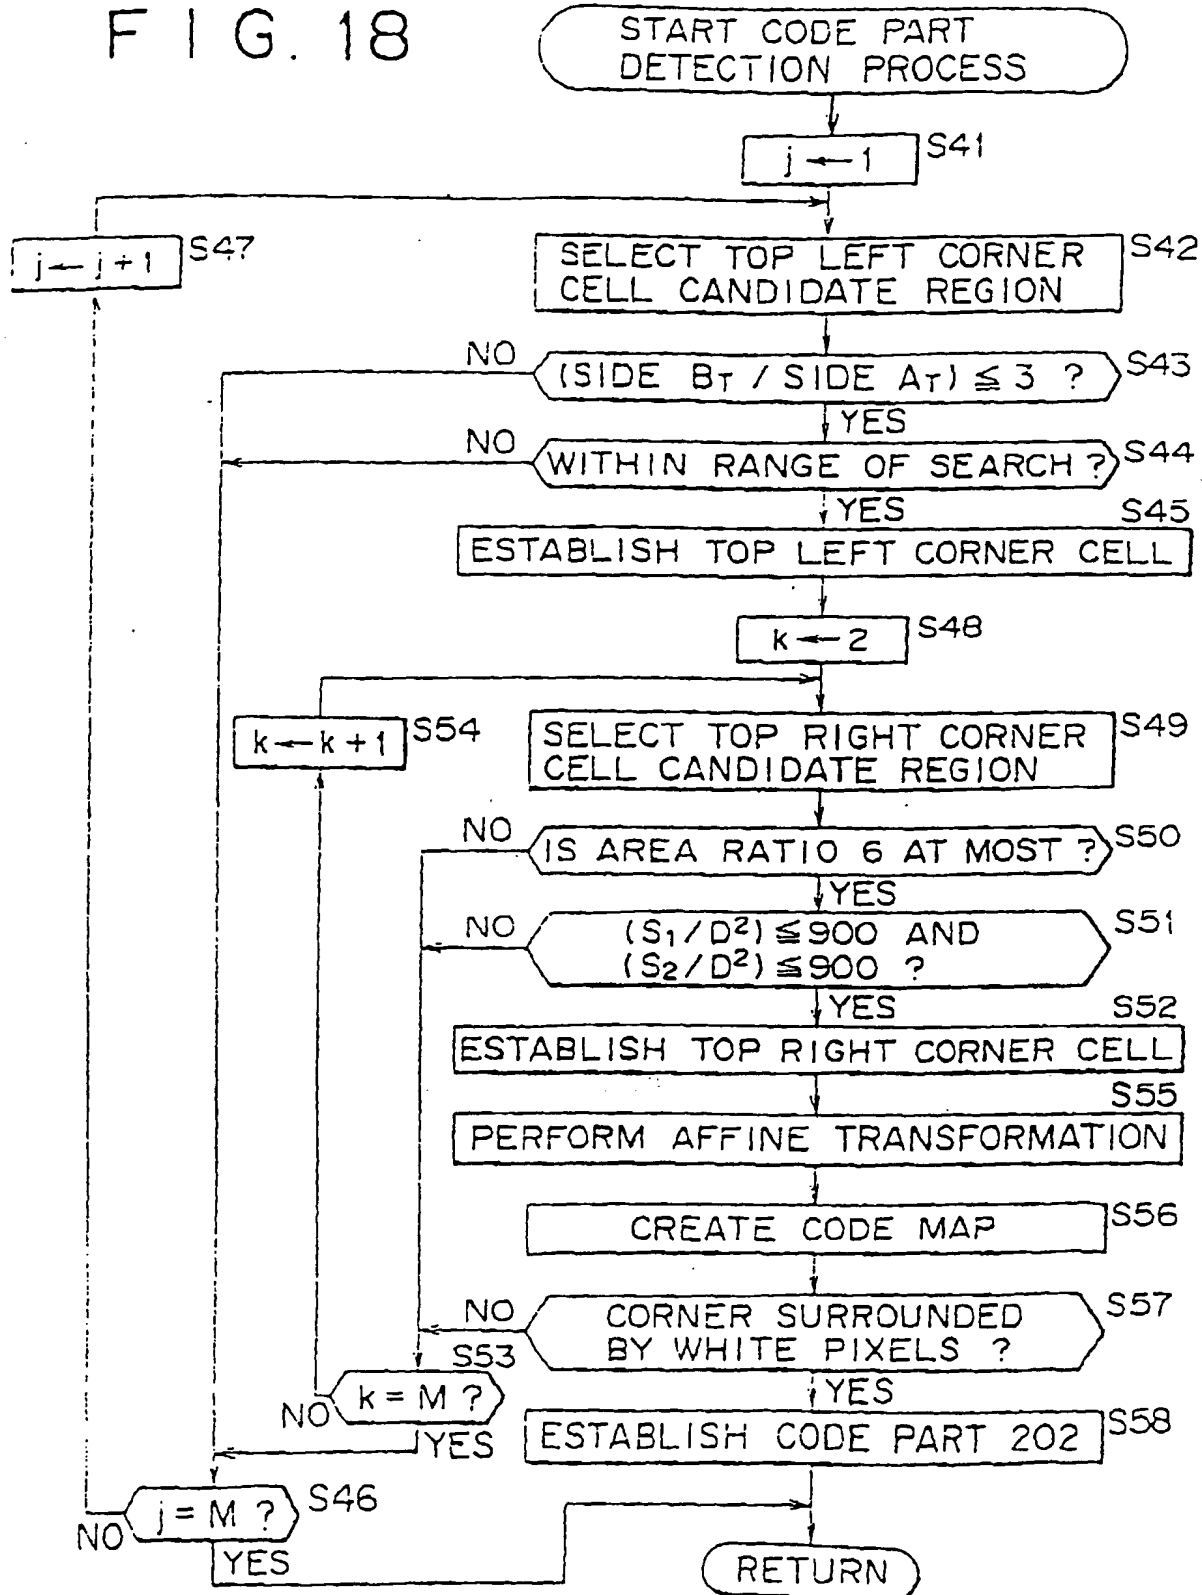 FIG. 18
START CODE PART
DETECTION PROCESS
j ← 1
S41
j ← j + 1
S47
SELECT TOP LEFT CORNER
CELL CANDIDATE REGION
S42
NO
(SIDE BT / SIDE AT) ≦ 3 ?
S43
YES
NO
WITHIN RANGE OF SEARCH ?
S44
YES
S45
ESTABLISH TOP LEFT CORNER CELL
k ← 2
S48
k ← k + 1
S54
SELECT TOP RIGHT CORNER
CELL CANDIDATE REGION
S49
NO
IS AREA RATIO 6 AT MOST ?
S50
YES
NO
(S1/D²) ≦ 900 AND
(S2/D²) ≦ 900 ?
S51
YES
S52
ESTABLISH TOP RIGHT CORNER CELL
S55
PERFORM AFFINE TRANSFORMATION
CREATE CODE MAP
S56
NO
CORNER SURROUNDED
BY WHITE PIXELS ?
S57
S53
k = M ?
NO
YES
YES
ESTABLISH CODE PART 202
S58
j = M ?
S46
NO
YES
RETURN